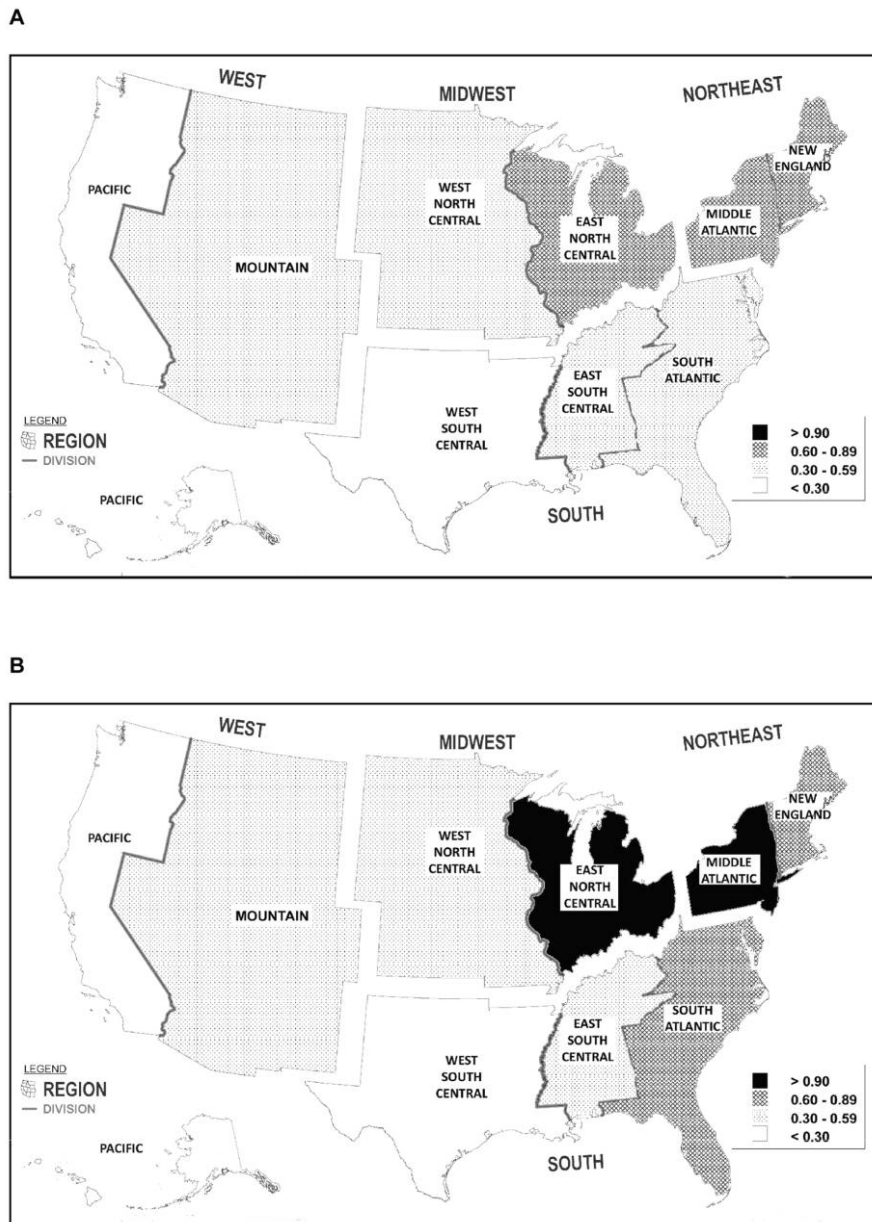 A
WEST
MIDWEST
NORTHEAST
NEW
ENGLAND
PACIFIC
WEST
NORTH
CENTRAL
MIDDLE
ATLANTIC
EAST
NORTH
CENTRAL
MOUNTAIN
SOUTH
ATLANTIC
EAST
SOUTH
CENTRAL
WEST
SOUTH
CENTRAL
LEGEND
REGION
DIVISION
> 0.90
0.60 - 0.89
0.30 - 0.59
< 0.30
PACIFIC
SOUTH
B
WEST
MIDWEST
NORTHEAST
NEW
ENGLAND
PACIFIC
WEST
NORTH
CENTRAL
MIDDLE
ATLANTIC
EAST
NORTH
CENTRAL
MOUNTAIN
SOUTH
ATLANTIC
EAST
SOUTH
CENTRAL
WEST
SOUTH
CENTRAL
LEGEND
REGION
DIVISION
> 0.90
0.60 - 0.89
0.30 - 0.59
< 0.30
PACIFIC
SOUTH